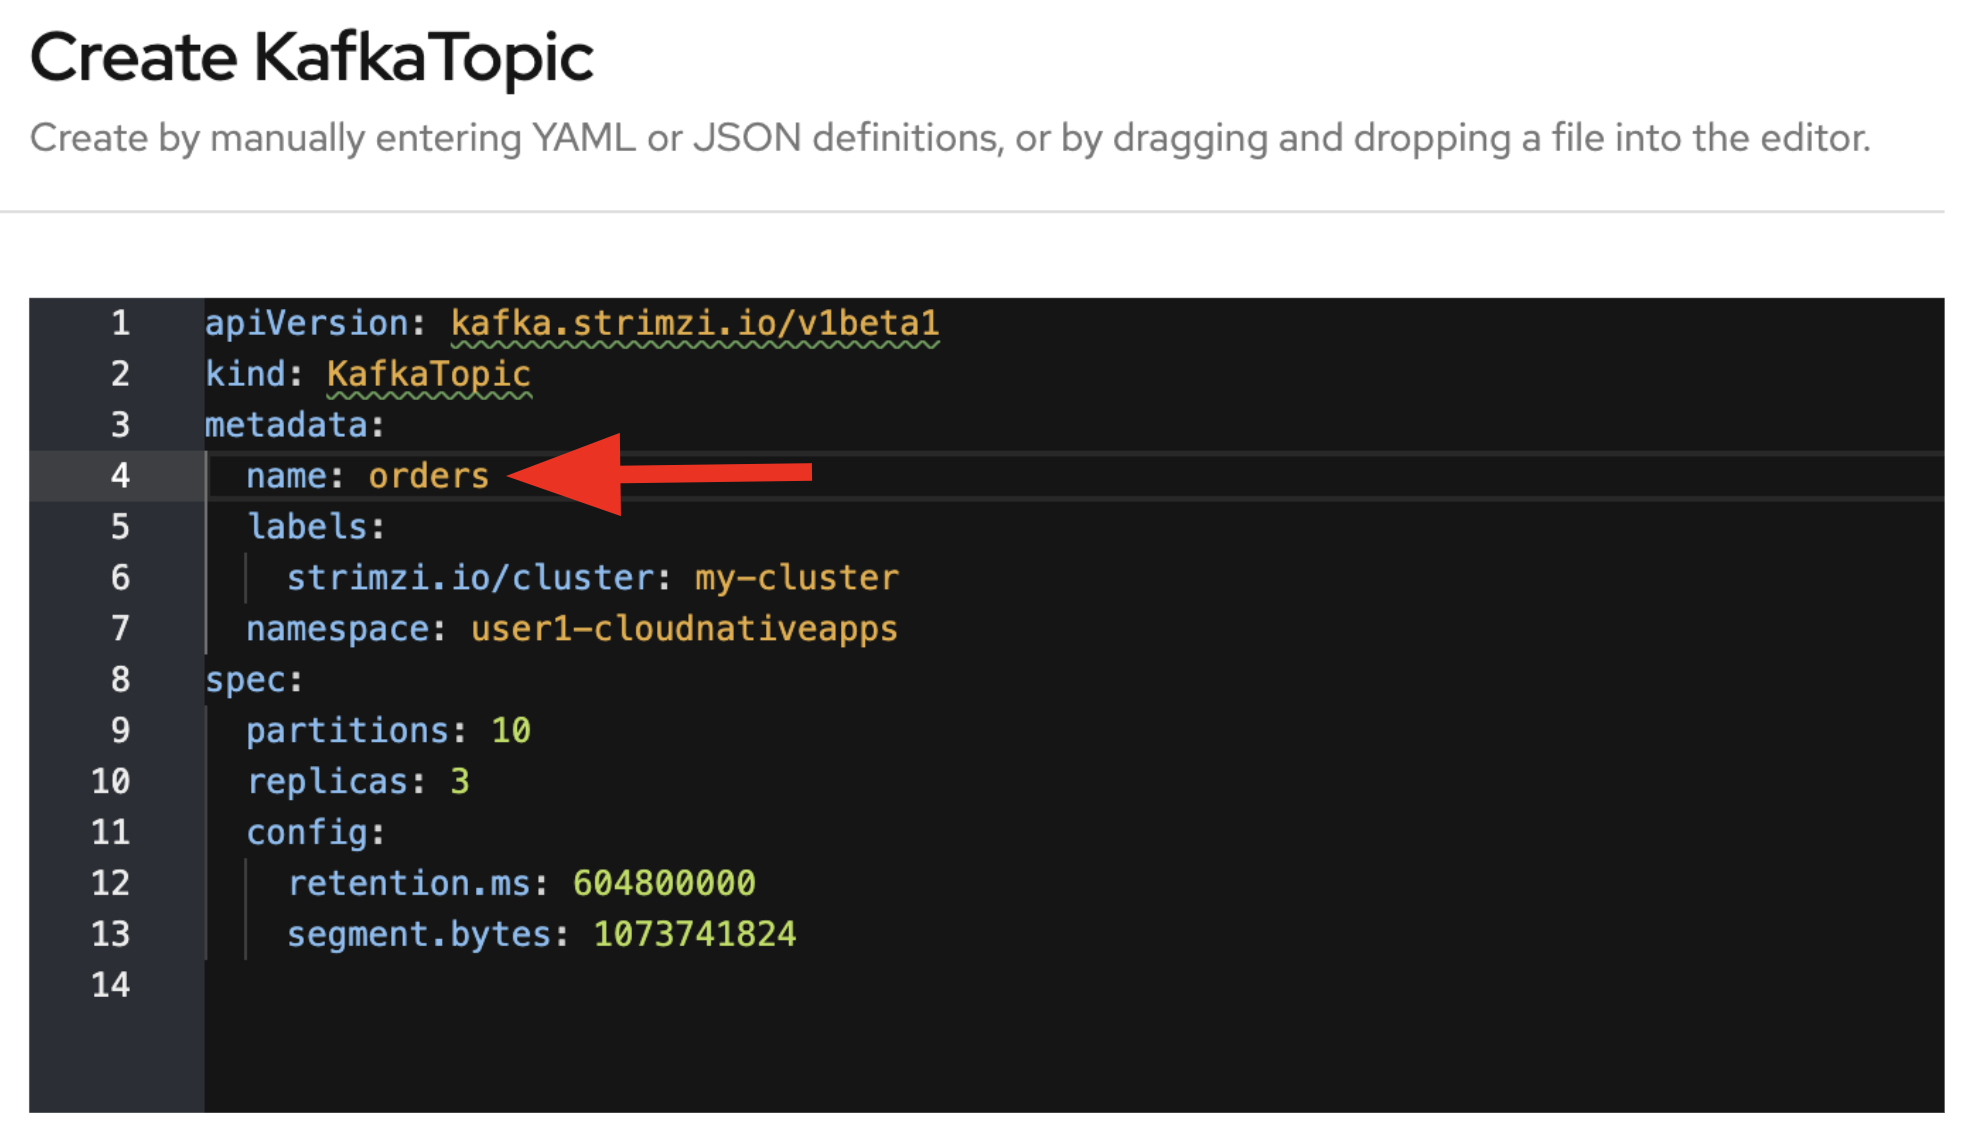 Create KafkaTopic
Create by manually entering YAML or JSON definitions, or by dragging and dropping a file into the editor.
1 apiVersion: kafka.strimzi.io/v1beta1
2 kind: KafkaTopic
3 metadata:
4   name: orders
5   labels:
6     strimzi.io/cluster: my-cluster
7   namespace: user1-cloudnativeapps
8 spec:
9   partitions: 10
10   replicas: 3
11   config:
12     retention.ms: 604800000
13     segment.bytes: 1073741824
14